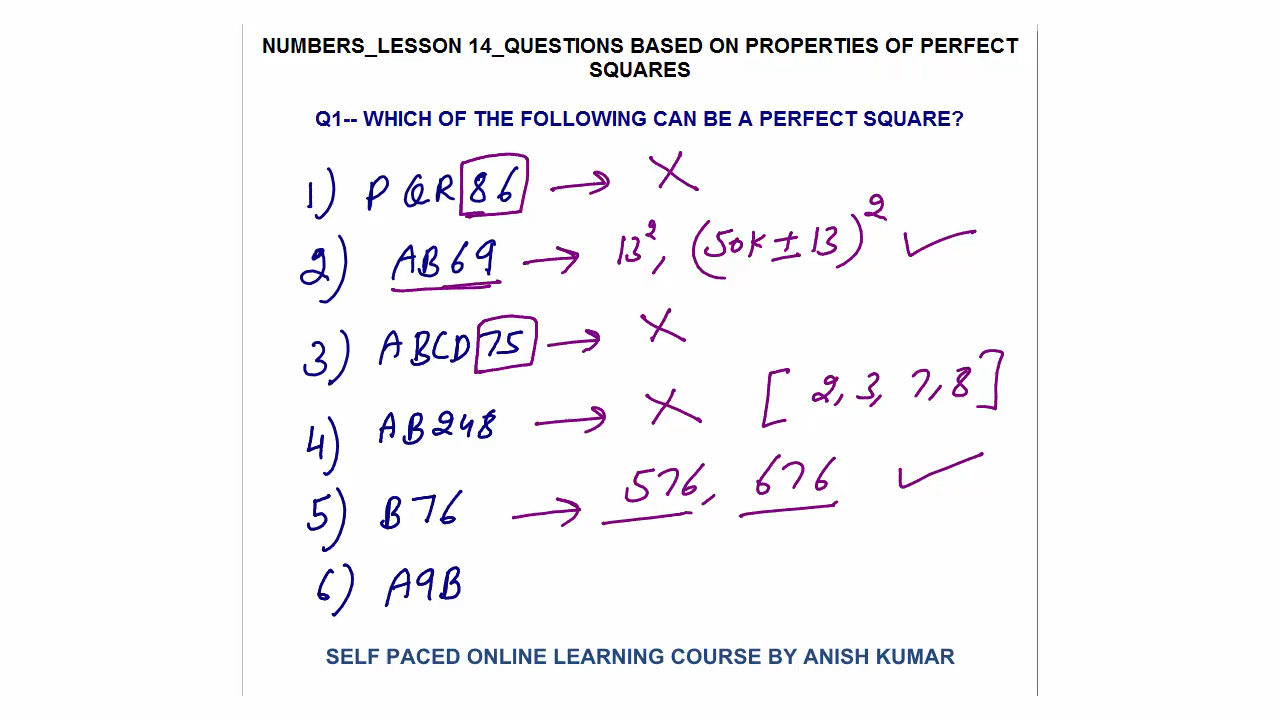 NUMBERS_LESSON 14_QUESTIONS BASED ON PROPERTIES OF PERFECT
SQUARES
Q1-- WHICH OF THE FOLLOWING CAN BE A PERFECT SQUARE?
1) PQR86 → X
2) AB69 → 13², (50K ± 13)² ✓
3) ABCD75 → X
4) AB248 → X [2, 3, 7, 8]
5) B76 → 576, 676 ✓
6) A9B
SELF PACED ONLINE LEARNING COURSE BY ANISH KUMAR